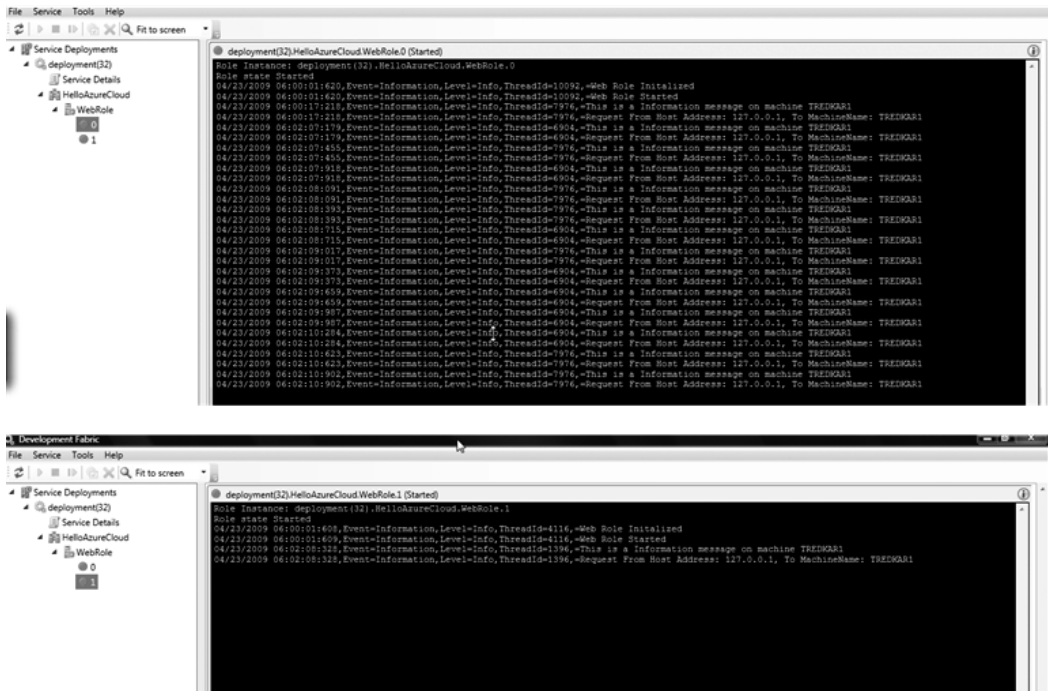 File Service Tools Help
Fit to screen
Service Deployments
deployment(32)
Service Details
HelloAzureCloud
WebRole
0
1
deployment(32).HelloAzureCloud.WebRole.0 (Started)
Role Instance: deployment(32).HelloAzureCloud.WebRole.0
Role state Started
04/23/2009 06:00:01:620,Event=Information,Level=Info,ThreadId=10092,=Web Role Initalized
04/23/2009 06:00:01:620,Event=Information,Level=Info,ThreadId=10092,=Web Role Started
04/23/2009 06:00:17:218,Event=Information,Level=Info,ThreadId=7976,=This is a Information message on machine TREDKAR1
04/23/2009 06:00:17:218,Event=Information,Level=Info,ThreadId=7976,=Request From Host Address: 127.0.0.1, To MachineName: TREDKAR1
04/23/2009 06:02:07:179,Event=Information,Level=Info,ThreadId=6904,=This is a Information message on machine TREDKAR1
04/23/2009 06:02:07:179,Event=Information,Level=Info,ThreadId=6904,=Request From Host Address: 127.0.0.1, To MachineName: TREDKAR1
04/23/2009 06:02:07:455,Event=Information,Level=Info,ThreadId=7976,=This is a Information message on machine TREDKAR1
04/23/2009 06:02:07:455,Event=Information,Level=Info,ThreadId=7976,=Request From Host Address: 127.0.0.1, To MachineName: TREDKAR1
04/23/2009 06:02:07:918,Event=Information,Level=Info,ThreadId=6904,=This is a Information message on machine TREDKAR1
04/23/2009 06:02:07:918,Event=Information,Level=Info,ThreadId=6904,=Request From Host Address: 127.0.0.1, To MachineName: TREDKAR1
04/23/2009 06:02:08:091,Event=Information,Level=Info,ThreadId=7976,=This is a Information message on machine TREDKAR1
04/23/2009 06:02:08:091,Event=Information,Level=Info,ThreadId=7976,=Request From Host Address: 127.0.0.1, To MachineName: TREDKAR1
04/23/2009 06:02:08:393,Event=Information,Level=Info,ThreadId=7976,=This is a Information message on machine TREDKAR1
04/23/2009 06:02:08:393,Event=Information,Level=Info,ThreadId=7976,=Request From Host Address: 127.0.0.1, To MachineName: TREDKAR1
04/23/2009 06:02:08:715,Event=Information,Level=Info,ThreadId=6904,=This is a Information message on machine TREDKAR1
04/23/2009 06:02:08:715,Event=Information,Level=Info,ThreadId=6904,=Request From Host Address: 127.0.0.1, To MachineName: TREDKAR1
04/23/2009 06:02:09:017,Event=Information,Level=Info,ThreadId=7976,=This is a Information message on machine TREDKAR1
04/23/2009 06:02:09:017,Event=Information,Level=Info,ThreadId=7976,=Request From Host Address: 127.0.0.1, To MachineName: TREDKAR1
04/23/2009 06:02:09:373,Event=Information,Level=Info,ThreadId=6904,=This is a Information message on machine TREDKAR1
04/23/2009 06:02:09:373,Event=Information,Level=Info,ThreadId=6904,=Request From Host Address: 127.0.0.1, To MachineName: TREDKAR1
04/23/2009 06:02:09:659,Event=Information,Level=Info,ThreadId=6904,=This is a Information message on machine TREDKAR1
04/23/2009 06:02:09:659,Event=Information,Level=Info,ThreadId=6904,=Request From Host Address: 127.0.0.1, To MachineName: TREDKAR1
04/23/2009 06:02:09:987,Event=Information,Level=Info,ThreadId=6904,=This is a Information message on machine TREDKAR1
04/23/2009 06:02:09:987,Event=Information,Level=Info,ThreadId=6904,=Request From Host Address: 127.0.0.1, To MachineName: TREDKAR1
04/23/2009 06:02:10:284,Event=Information,Level=Info,ThreadId=6904,=This is a Information message on machine TREDKAR1
04/23/2009 06:02:10:284,Event=Information,Level=Info,ThreadId=6904,=Request From Host Address: 127.0.0.1, To MachineName: TREDKAR1
04/23/2009 06:02:10:623,Event=Information,Level=Info,ThreadId=7976,=This is a Information message on machine TREDKAR1
04/23/2009 06:02:10:623,Event=Information,Level=Info,ThreadId=7976,=Request From Host Address: 127.0.0.1, To MachineName: TREDKAR1
04/23/2009 06:02:10:902,Event=Information,Level=Info,ThreadId=7976,=This is a Information message on machine TREDKAR1
04/23/2009 06:02:10:902,Event=Information,Level=Info,ThreadId=7976,=Request From Host Address: 127.0.0.1, To MachineName: TREDKAR1
Development Fabric
File Service Tools Help
Fit to screen
Service Deployments
deployment(32)
Service Details
HelloAzureCloud
WebRole
0
1
deployment(32).HelloAzureCloud.WebRole.1 (Started)
Role Instance: deployment(32).HelloAzureCloud.WebRole.1
Role state Started
04/23/2009 06:00:01:608,Event=Information,Level=Info,ThreadId=4116,=Web Role Initalized
04/23/2009 06:00:01:609,Event=Information,Level=Info,ThreadId=4116,=Web Role Started
04/23/2009 06:02:08:328,Event=Information,Level=Info,ThreadId=1396,=This is a Information message on machine TREDKAR1
04/23/2009 06:02:08:328,Event=Information,Level=Info,ThreadId=1396,=Request From Host Address: 127.0.0.1, To MachineName: TREDKAR1